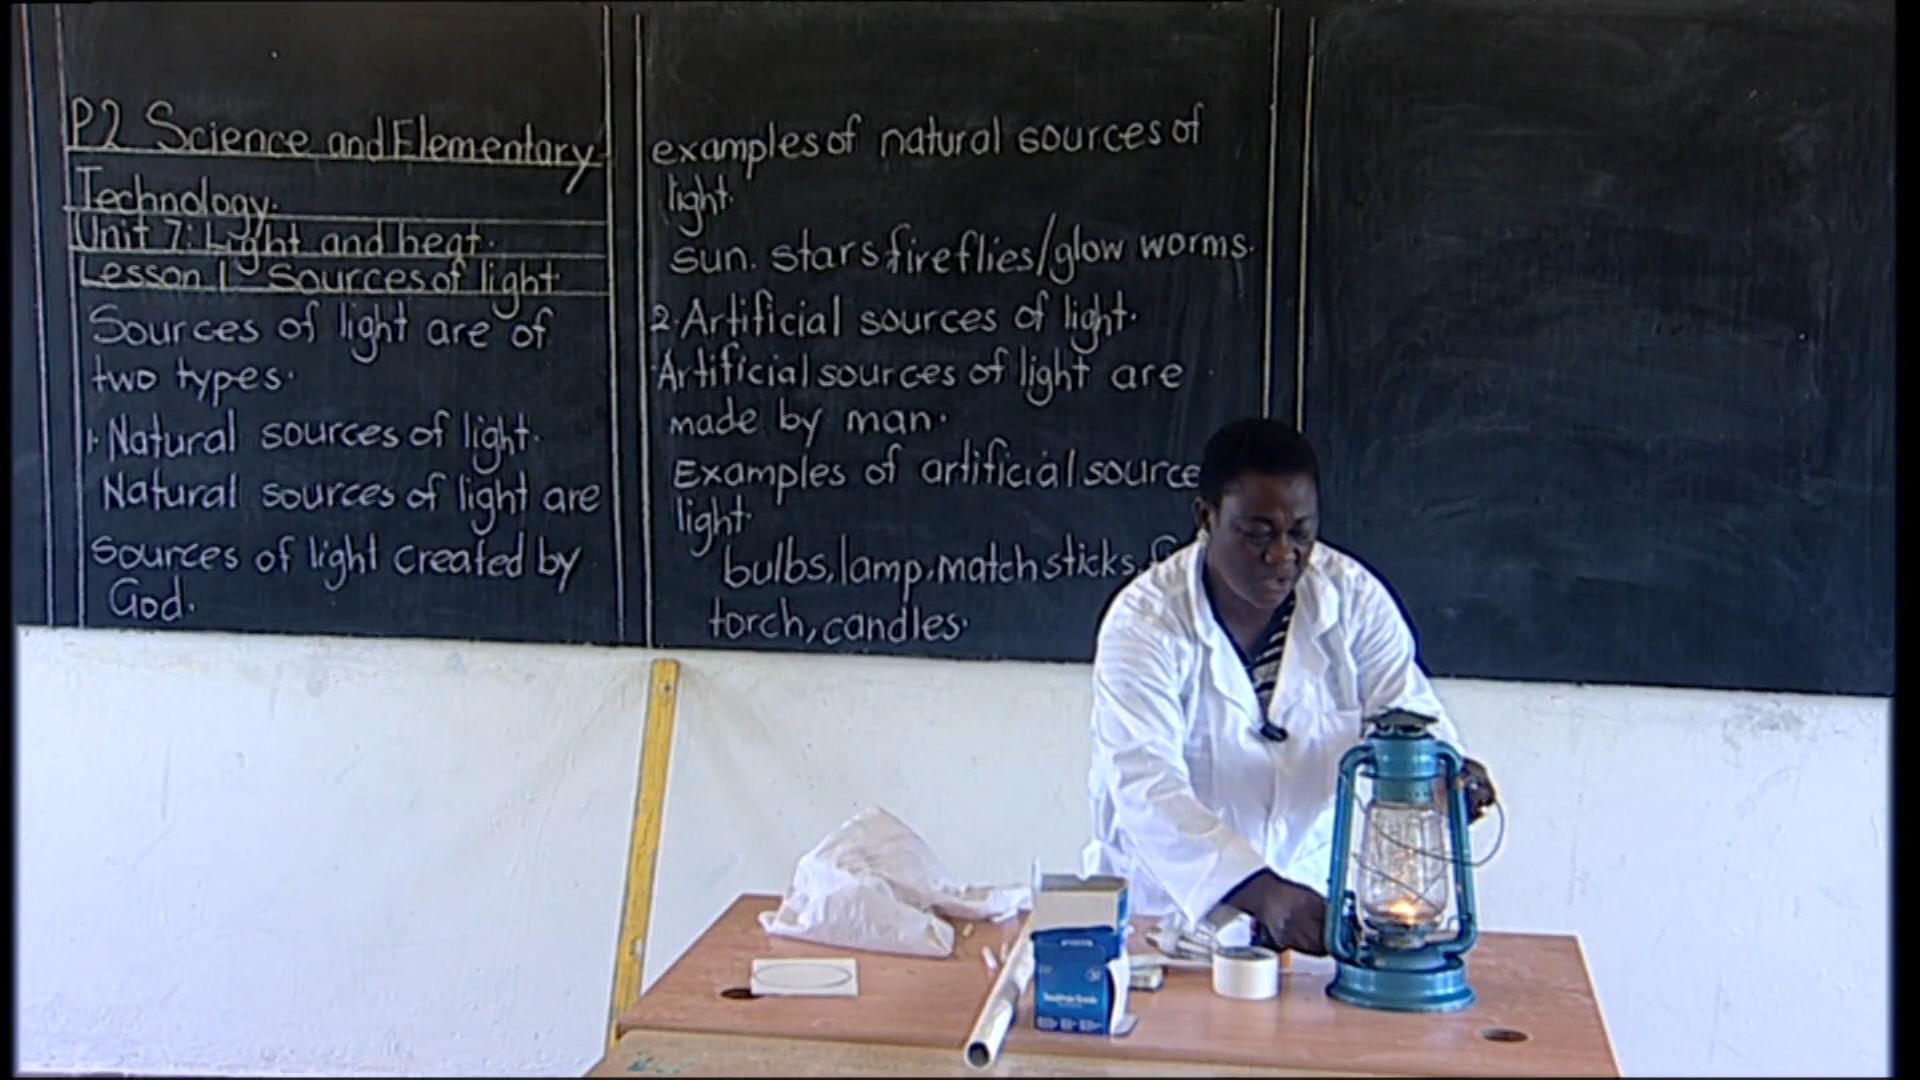 P2 Science and Elementary
Technology.
Unit 7: Light and heat.
Lesson 1 - Sources of light
Sources of light are of
two types.
1. Natural sources of light.
Natural sources of light are
Sources of light created by
God.
examples of natural sources of
light.
sun. stars fireflies/glow worms.
2. Artificial sources of light.
Artificial sources of light are
made by man.
Examples of artificial source
light.
bulbs, lamp, match sticks,
torch, candles.